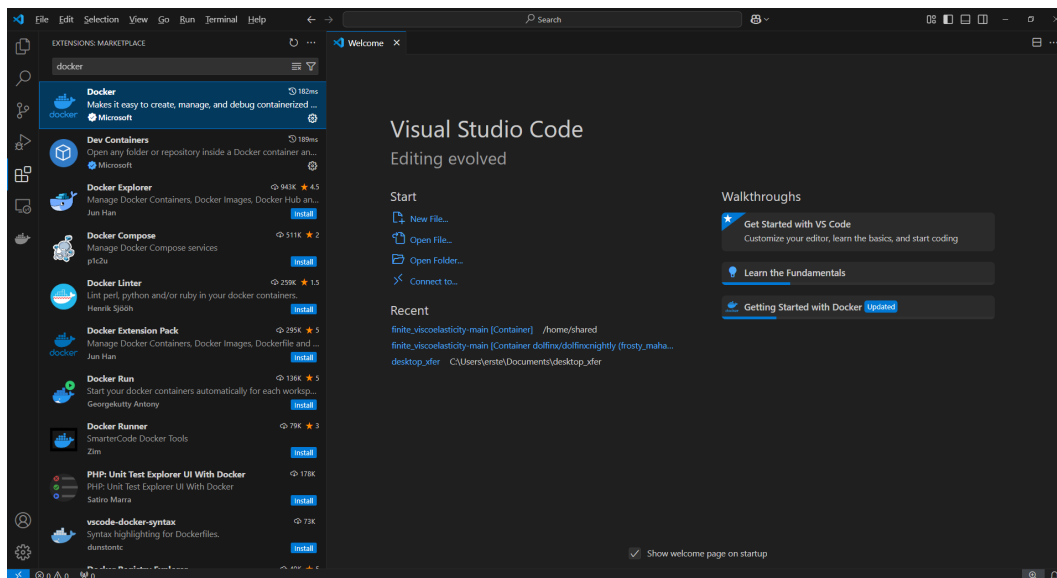 File Edit Selection View Go Run Terminal Help
Search
EXTENSIONS: MARKETPLACE
Welcome
docker
Docker 182ms
Makes it easy to create, manage, and debug containerized ...
docker Microsoft
Dev Containers 189ms
Open any folder or repository inside a Docker container an...
Microsoft
Docker Explorer 943K 4.5
Manage Docker Containers, Docker Images, Docker Hub an...
Jun Han Install
Docker Compose 511K 2
Manage Docker Compose services
p1c2u Install
Docker Linter 259K 1.5
Lint perl, python and/or ruby in your docker containers.
Henrik Sjööh Install
Docker Extension Pack 295K 5
Manage Docker Containers, Docker Images, Dockerfile and ...
docker Jun Han Install
Docker Run 136K 5
Start your docker containers automatically for each worksp...
Georgekutty Antony Install
Docker Runner 79K 3
SmarterCode Docker Tools
Zim Install
PHP: Unit Test Explorer UI With Docker 178K
PHP: Unit Test Explorer UI With Docker
Satiro Marra Install
vscode-docker-syntax 73K
Syntax highlighting for Dockerfiles.
dunstontc Install
Docker Registry Explorer
Visual Studio Code
Editing evolved
Start
New File...
Open File...
Open Folder...
Connect to...
Recent
finite_viscoelasticity-main [Container] /home/shared
finite_viscoelasticity-main [Container dolfinx/dolfinx:nightly (frosty_maha...
desktop_xfer C:\Users\erste\Documents\desktop_xfer
Walkthroughs
Get Started with VS Code
Customize your editor, learn the basics, and start coding
Learn the Fundamentals
Getting Started with Docker Updated
Show welcome page on startup
0 0 0